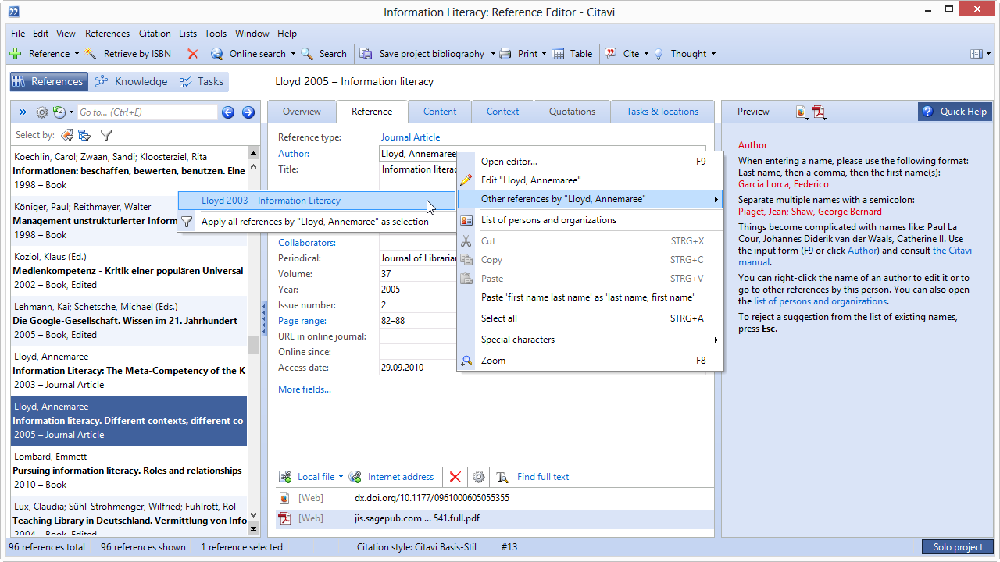 Information Literacy: Reference Editor - Citavi
File Edit View References Citation Lists Tools Window Help
Reference Retrieve by ISBN Online search Search Save project bibliography Print Table Cite Thought
References Knowledge Tasks
Lloyd 2005 – Information literacy
Go to... (Ctrl+E)
Select by:
Koechlin, Carol; Zwaan, Sandi; Kloosterziel, Rita
Informationen: beschaffen, bewerten, benutzen. Eine
1998 – Book
Königer, Paul; Reithmayer, Walter
Management unstrukturierter Inform
1998 – Book
Koziol, Klaus (Ed.)
Medienkompetenz - Kritik einer populären Universal
2002 – Book, Edited
Lehmann, Kai; Schetsche, Michael (Eds.)
Die Google-Gesellschaft. Wissen im 21. Jahrhundert
2005 – Book, Edited
Lloyd, Annemaree
Information Literacy: The Meta-Competency of the K
2003 – Journal Article
Lloyd, Annemaree
Information literacy. Different contexts, different co
2005 – Journal Article
Lombard, Emmett
Pursuing information literacy. Roles and relationships
2010 – Book
Lux, Claudia; Sühl-Strohmenger, Wilfried; Fuhlrott, Rol
Teaching Library in Deutschland. Vermittlung von Info
2004 – Book, Edited
Overview Reference Content Context Quotations Tasks & locations
Reference type: Journal Article
Author: Lloyd, Annemaree
Title: Information literac
Collaborators:
Periodical: Journal of Librarian
Volume: 37
Year: 2005
Issue number: 2
Page range: 82–88
URL in online journal:
Online since:
Access date: 29.09.2010
More fields...
Lloyd 2003 – Information Literacy
Apply all references by "Lloyd, Annemaree" as selection
Open editor... F9
Edit "Lloyd, Annemaree"
Other references by "Lloyd, Annemaree"
List of persons and organizations
Cut STRG+X
Copy STRG+C
Paste STRG+V
Paste 'first name last name' as 'last name, first name'
Select all STRG+A
Special characters
Zoom F8
Local file Internet address Find full text
[Web] dx.doi.org/10.1177/0961000605055355
[Web] jis.sagepub.com ... 541.full.pdf
Preview Quick Help
Author
When entering a name, please use the following format:
Last name, then a comma, then the first name(s):
Garcia Lorca, Federico
Separate multiple names with a semicolon:
Piaget, Jean; Shaw, George Bernard
Things become complicated with names like: Paul La
Cour, Johannes Diderik van der Waals, Catherine II. Use
the input form (F9 or click Author) and consult the Citavi
manual.
You can right-click the name of an author to edit it or to
go to other references by this person. You can also open
the list of persons and organizations.
To reject a suggestion from the list of existing names,
press Esc.
96 references total 96 references shown 1 reference selected Citation style: Citavi Basis-Stil #13 Solo project